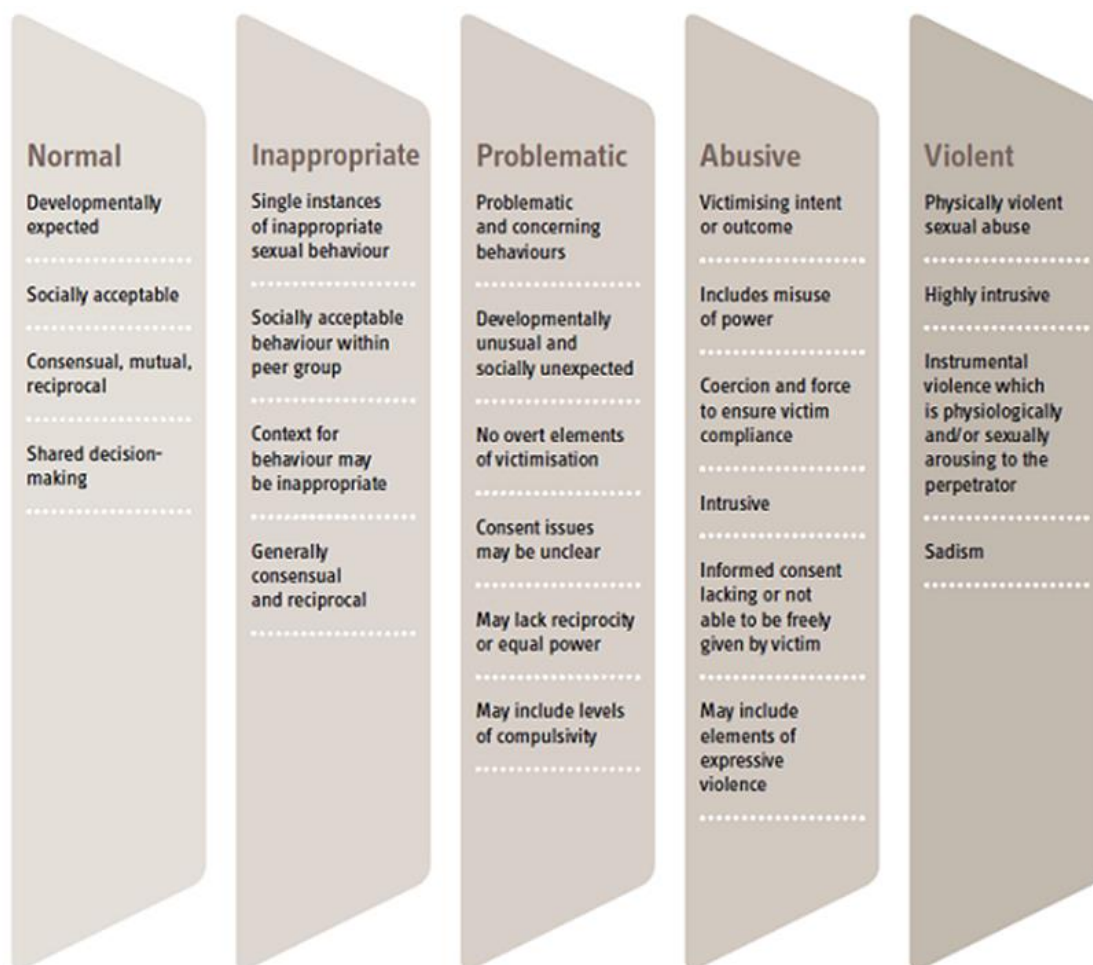 Normal
Developmentally
expected
Socially acceptable
Consensual, mutual,
reciprocal
Shared decision-
making
Inappropriate
Single instances
of inappropriate
sexual behaviour
Socially acceptable
behaviour within
peer group
Context for
behaviour may
be inappropriate
Generally
consensual
and reciprocal
Problematic
Problematic
and concerning
behaviours
Developmentally
unusual and
socially unexpected
No overt elements
of victimisation
Consent issues
may be unclear
May lack reciprocity
or equal power
May include levels
of compulsivity
Abusive
Victimising intent
or outcome
Includes misuse
of power
Coercion and force
to ensure victim
compliance
Intrusive
Informed consent
lacking or not
able to be freely
given by victim
May include
elements of
expressive
violence
Violent
Physically violent
sexual abuse
Highly intrusive
Instrumental
violence which
is physiologically
and/or sexually
arousing to the
perpetrator
Sadism